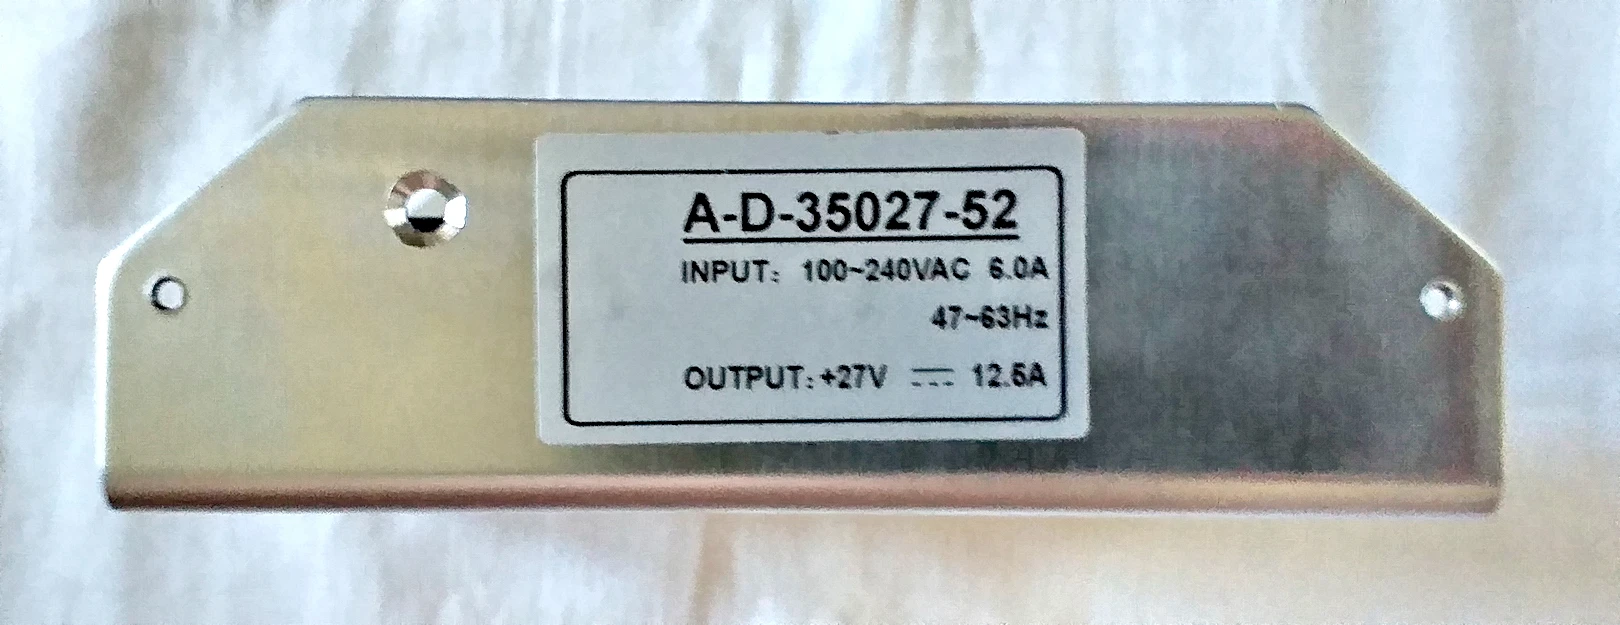 A-D-35027-52
INPUT: 100~240VAC 6.0A
47~63Hz
OUTPUT: +27V ⎓ 12.5A